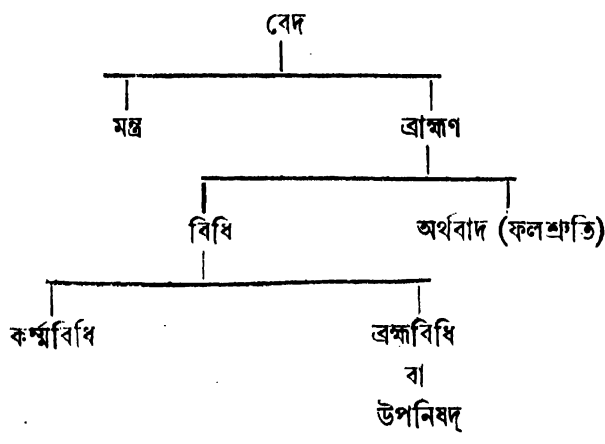 বেদ
মন্ত্র ব্রাহ্মণ
বিধি অর্থবাদ (ফলশ্রুতি)
কর্ম্মবিধি ব্রহ্মবিধি
বা
উপনিষদ্